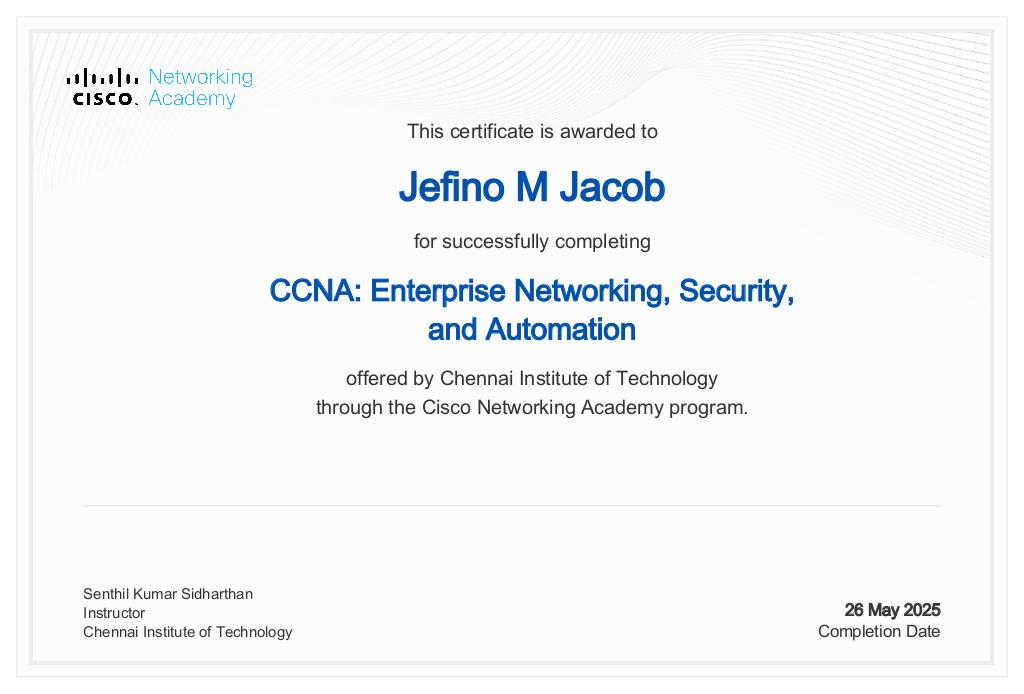 Networking
CISCO. Academy
This certificate is awarded to
Jefino M Jacob
for successfully completing
CCNA: Enterprise Networking, Security,
and Automation
offered by Chennai Institute of Technology
through the Cisco Networking Academy program.
Senthil Kumar Sidharthan
Instructor
Chennai Institute of Technology
26 May 2025
Completion Date